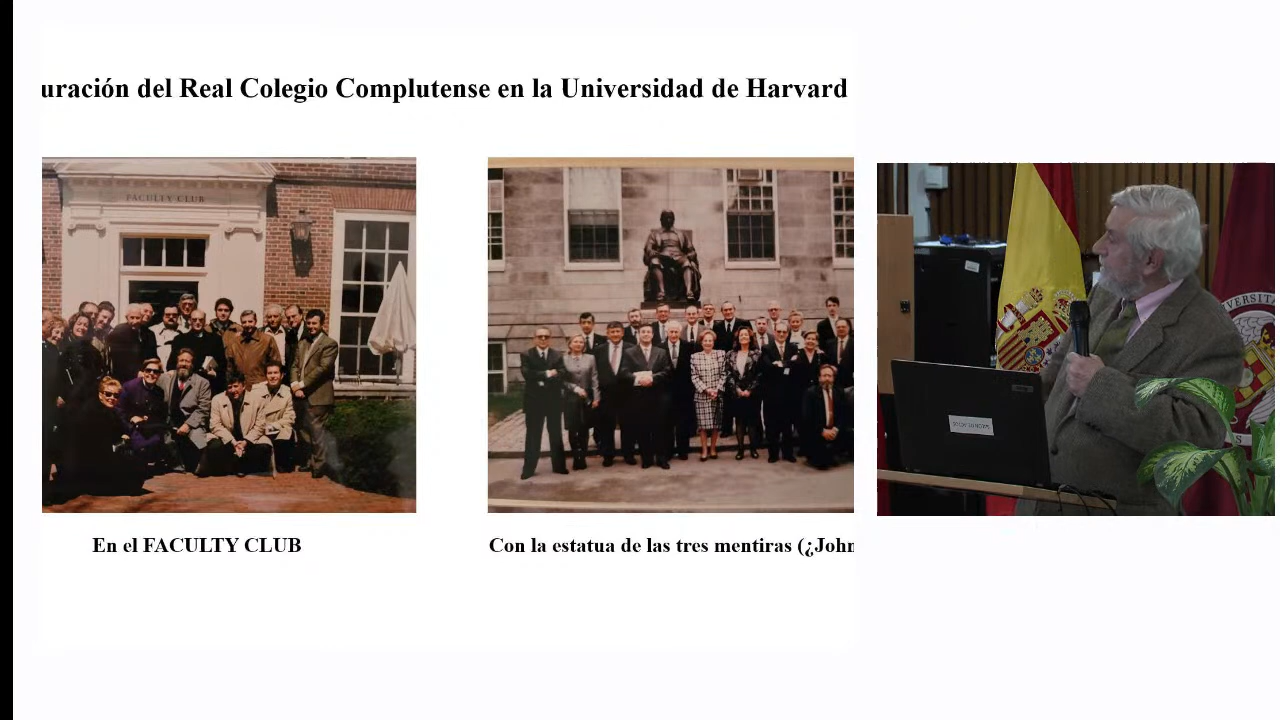 uración del Real Colegio Complutense en la Universidad de Harvard
FACULTY CLUB
En el FACULTY CLUB
Con la estatua de las tres mentiras (¿John